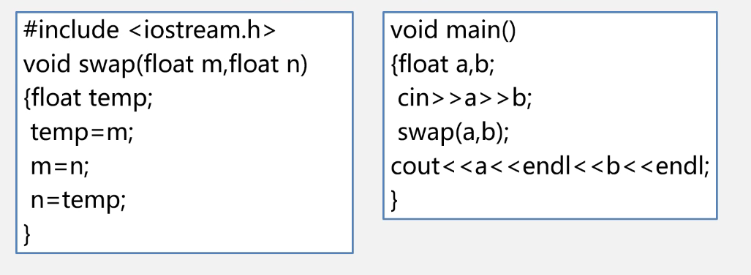 #include <iostream.h>
void swap(float m,float n)
{float temp;
temp=m;
m=n;
n=temp;
}
void main()
{float a,b;
cin>>a>>b;
swap(a,b);
cout<<a<<endl<<b<<endl;
}